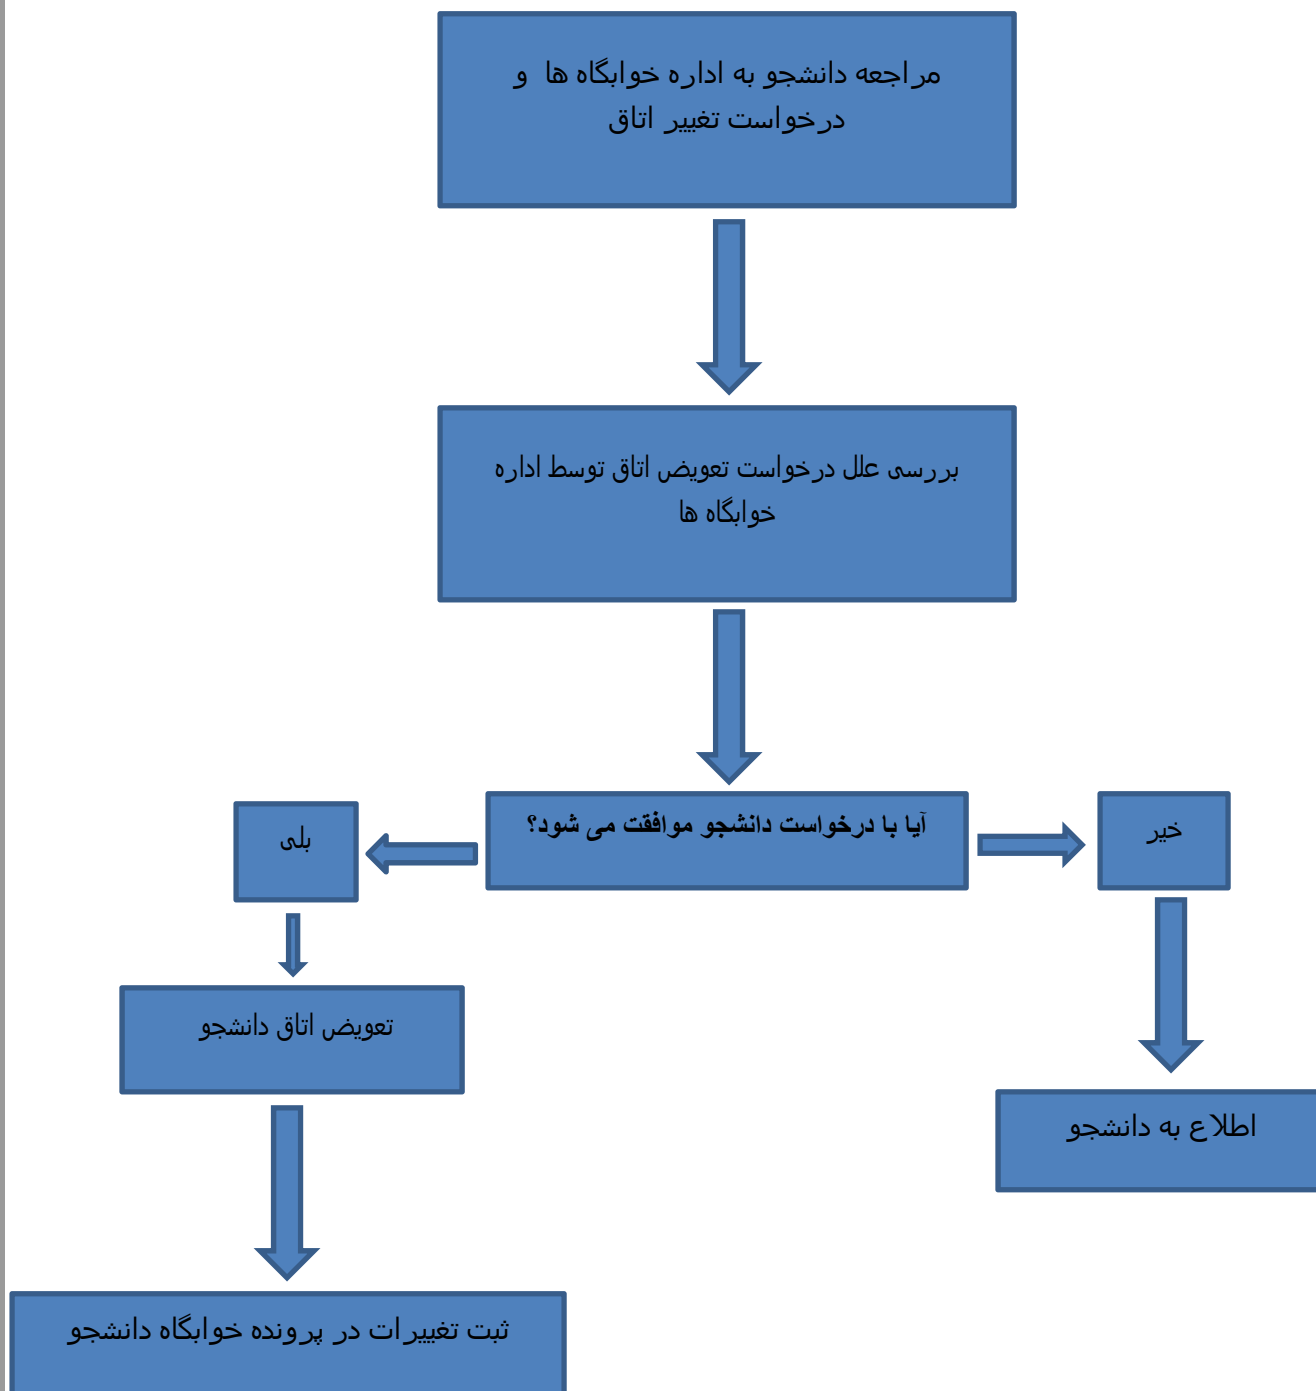 مراجعه دانشجو به اداره خوابگاه ها و
درخواست تغییر اتاق
بررسی علل درخواست تعویض اتاق توسط اداره
خوابگاه ها
آیا با درخواست دانشجو موافقت می شود؟
خیر
بلی
تعویض اتاق دانشجو
اطلاع به دانشجو
ثبت تغییرات در پرونده خوابگاه دانشجو